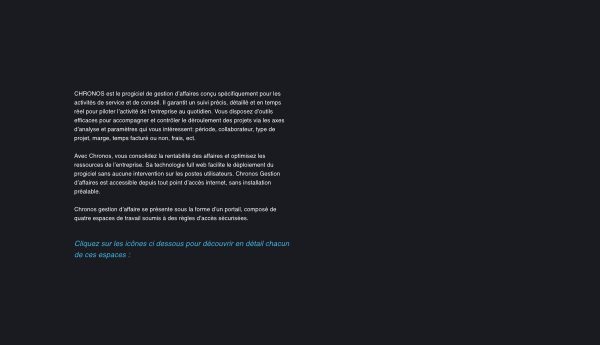 CHRONOS est le progiciel de gestion d'affaires conçu spécifiquement pour les
activités de service et de conseil. Il garantit un suivi précis, détaillé et en temps
réel pour piloter l'activité de l'entreprise au quotidien. Vous disposez d'outils
efficaces pour accompagner et contrôler le déroulement des projets via les axes
d'analyse et paramètres qui vous intéressent: période, collaborateur, type de
projet, marge, temps facturé ou non, frais, ect.
Avec Chronos, vous consolidez la rentabilité des affaires et optimisez les
ressources de l'entreprise. Sa technologie full web facilite le déploiement du
progiciel sans aucune intervention sur les postes utilisateurs. Chronos Gestion
d'affaires est accessible depuis tout point d'accès internet, sans installation
préalable.
Chronos gestion d'affaire se présente sous la forme d'un portail, composé de
quatre espaces de travail soumis à des règles d'accès sécurisées.
Cliquez sur les icônes ci dessous pour découvrir en détail chacun
de ces espaces :